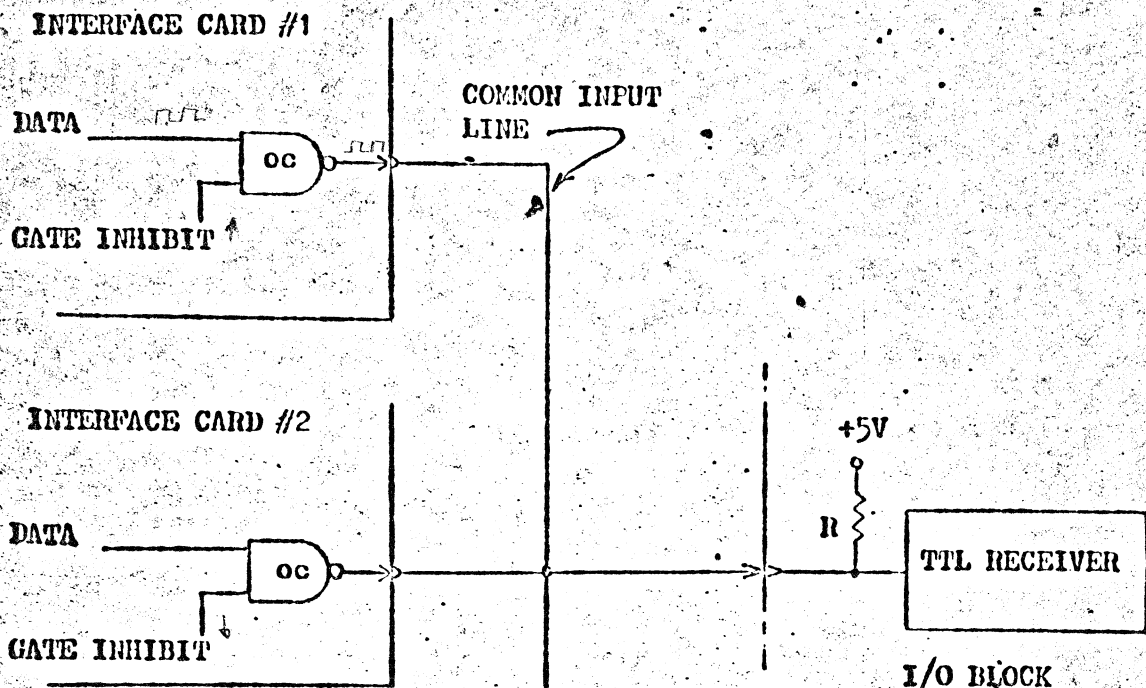 INTERFACE CARD #1
COMMON INPUT
LINE
DATA
OC
GATE INHIBIT
INTERFACE CARD #2
+5V
DATA
R
OC
TTL RECEIVER
GATE INHIBIT
I/O BLOCK